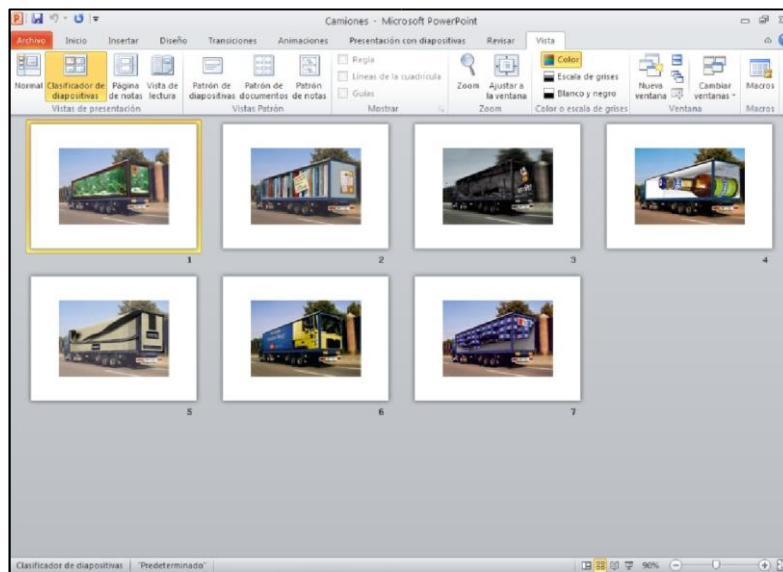 Camiones - Microsoft PowerPoint
Archivo Inicio Insertar Diseño Transiciones Animaciones Presentación con diapositivas Revisar Vista
Normal Clasificador de diapositivas Página de notas Vista de lectura
Vistas de presentación
Patrón de diapositivas Patrón de documentos Patrón de notas
Vistas Patrón
Regla
Líneas de la cuadrícula
Guías
Mostrar
Zoom Ajustar a la ventana
Zoom
Color
Escala de grises
Blanco y negro
Color o escala de grises
Nueva ventana Cambiar ventanas
Ventana
Macros
Macros
1 2 3 4
5 6 7
Clasificador de diapositivas "Predeterminado" 90%